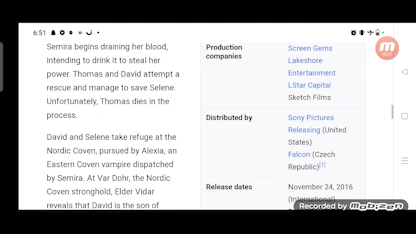 6:51
Semira begins draining her blood,
intending to drink it to steal her
power. Thomas and David attempt a
rescue and manage to save Selene.
Unfortunately, Thomas dies in the
process.
David and Selene take refuge at the
Nordic Coven, pursued by Alexia, an
Eastern Coven vampire dispatched
by Semira. At Var Dohr, the Nordic
Coven stronghold, Elder Vidar
reveals that David is the son of
Production
companies
Screen Gems
Lakeshore
Entertainment
LStar Capital
Sketch Films
Distributed by
Sony Pictures
Releasing (United
States)
Falcon (Czech
Republic)[1]
Release dates
November 24, 2016
(International)
Recorded by Mobizen